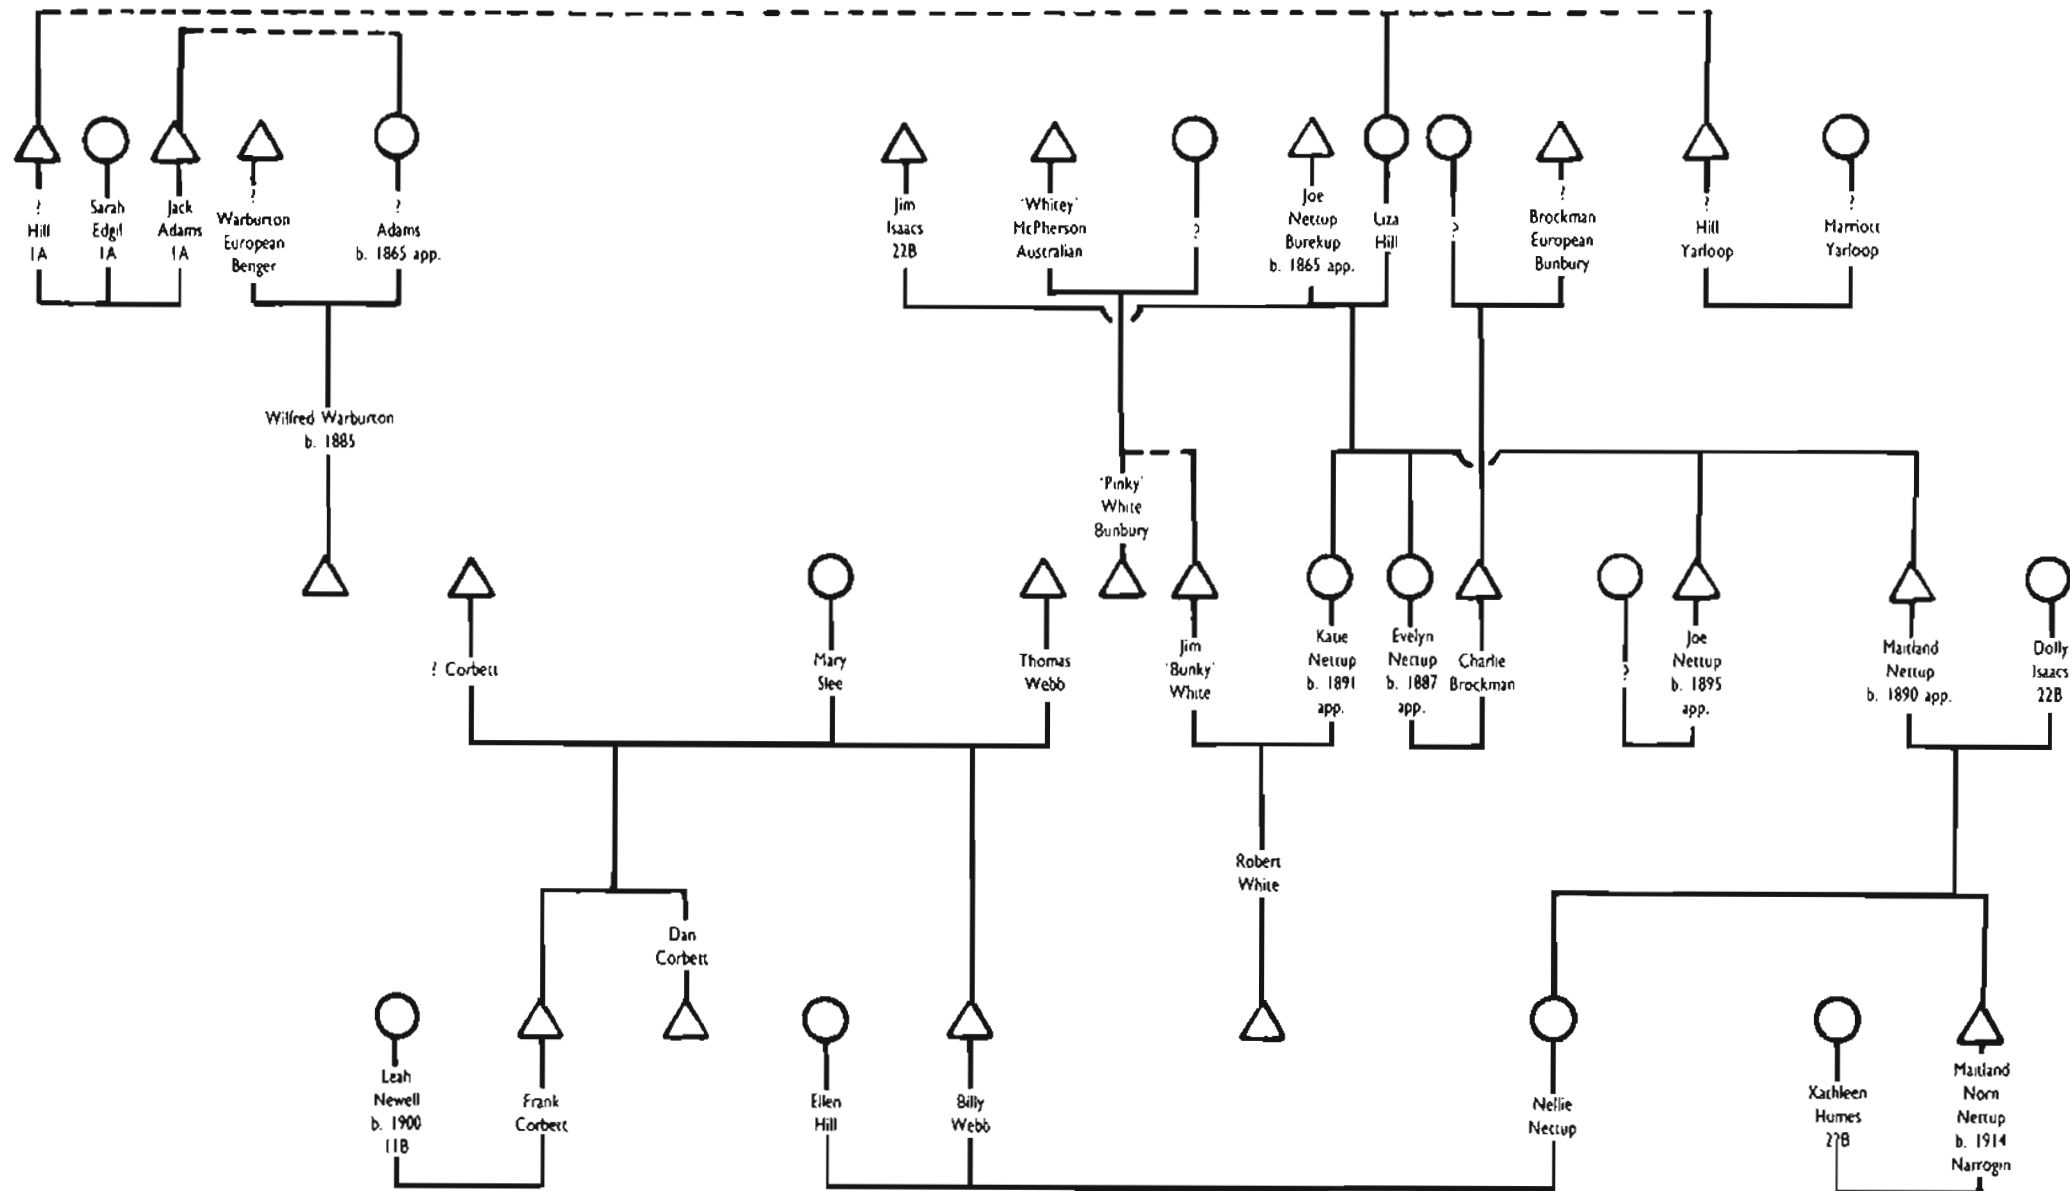 ?
Hill
1A
Sarah
Edgil
1A
Jack
Adams
1A
?
Warburton
European
Benger
?
Adams
b. 1865 app.
Jim
Isaacs
22B
'Whitey'
McPherson
Australian
?
Joe
Nettup
Burekup
b. 1865 app.
Liza
Hill
?
?
Brockman
European
Bunbury
?
Hill
Yarloop
?
Marriott
Yarloop
Wilfred Warburton
b. 1885
'Pinky'
White
Bunbury
? Corbett
Mary
Slee
Thomas
Webb
Jim
'Bunky'
White
Katie
Nettup
b. 1891
app.
Evelyn
Nettup
b. 1887
app.
Charlie
Brockman
?
Joe
Nettup
b. 1895
app.
Maitland
Nettup
b. 1890 app.
Dolly
Isaacs
22B
Robert
White
Dan
Corbett
Leah
Newell
b. 1900
11B
Frank
Corbett
Ellen
Hill
Billy
Webb
Nellie
Nettup
Kathleen
Humes
22B
Maitland
Norn
Nettup
b. 1914
Narrogin